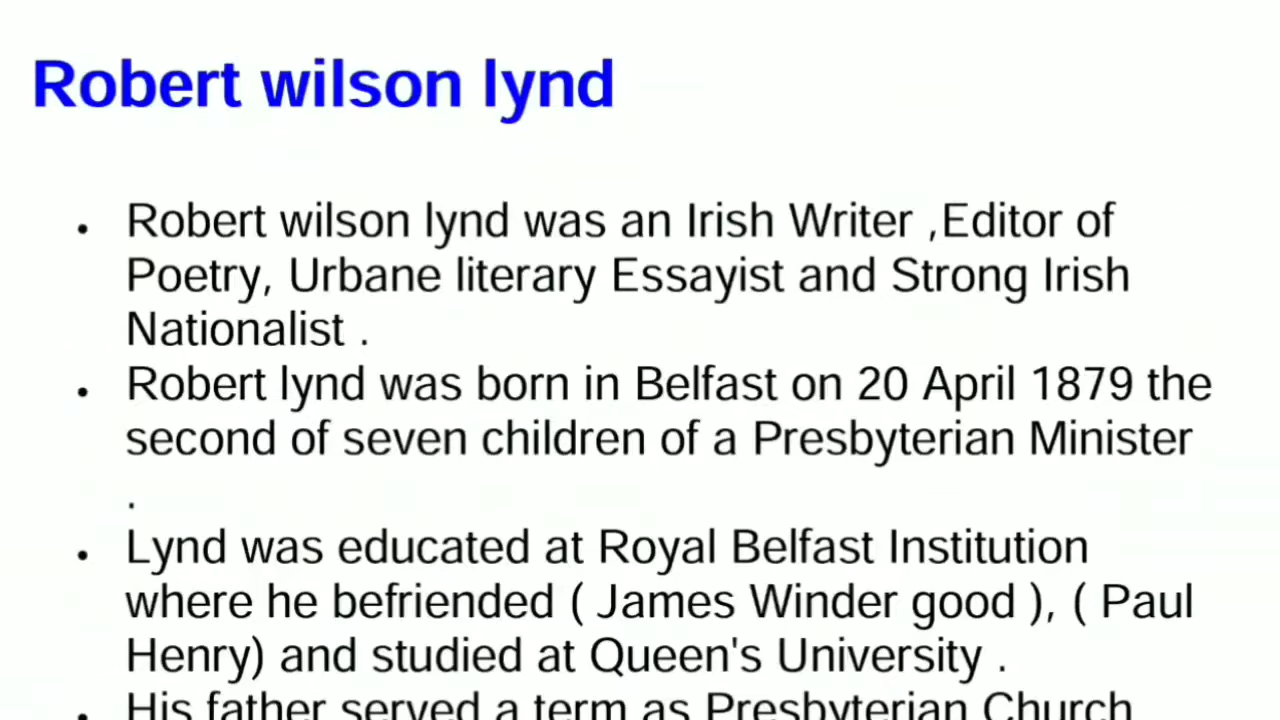 Robert wilson lynd
• Robert wilson lynd was an Irish Writer ,Editor of
Poetry, Urbane literary Essayist and Strong Irish
Nationalist .
• Robert lynd was born in Belfast on 20 April 1879 the
second of seven children of a Presbyterian Minister
.
• Lynd was educated at Royal Belfast Institution
where he befriended ( James Winder good ), ( Paul
Henry) and studied at Queen's University .
• His father served a term as Presbyterian Church